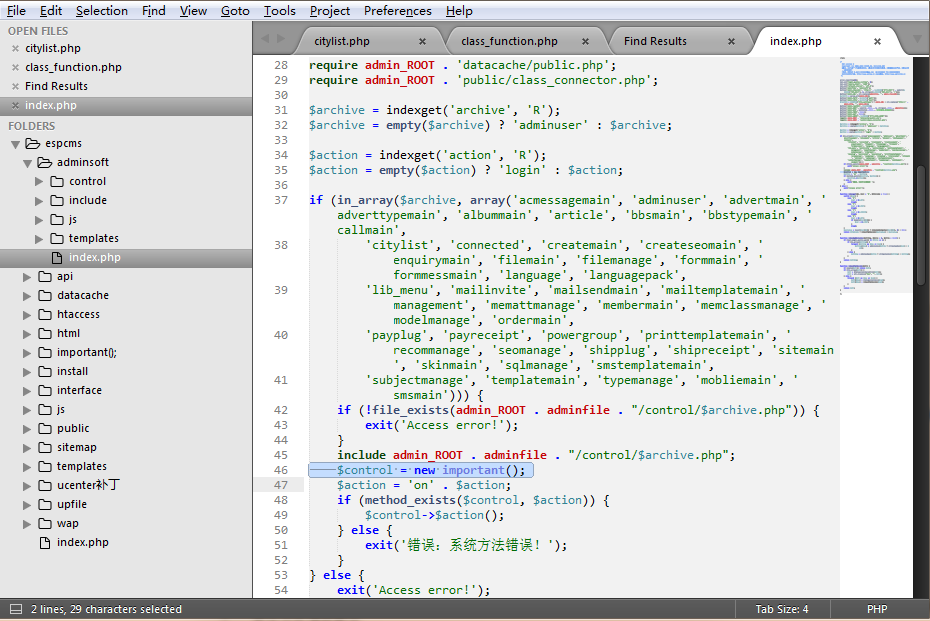 File Edit Selection Find View Goto Tools Project Preferences Help
OPEN FILES
citylist.php
class_function.php
Find Results
index.php
FOLDERS
espcms
adminsoft
control
include
js
templates
index.php
api
datacache
htaccess
html
important();
install
interface
js
public
sitemap
templates
ucenter补丁
upfile
wap
index.php
citylist.php class_function.php Find Results index.php
28 require admin_ROOT . 'datacache/public.php';
29 require admin_ROOT . 'public/class_connector.php';
30
31 $archive = indexget('archive', 'R');
32 $archive = empty($archive) ? 'adminuser' : $archive;
33
34 $action = indexget('action', 'R');
35 $action = empty($action) ? 'login' : $action;
36
37 if (in_array($archive, array('acmessagemain', 'adminuser', 'advertmain', '
adverttypemain', 'albummain', 'article', 'bbsmain', 'bbstypemain', '
callmain',
38 'citylist', 'connected', 'createmain', 'createseomain', '
enquirymain', 'filemain', 'filemanage', 'formmain', '
formmessmain', 'language', 'languagepack',
39 'lib_menu', 'mailinvite', 'mailsendmain', 'mailtemplatemain', '
management', 'memattmanage', 'membermain', 'memclassmanage', '
modelmanage', 'ordermain',
40 'payplug', 'payreceipt', 'powergroup', 'printtemplatemain', '
recommanage', 'seomanage', 'shipplug', 'shipreceipt', 'sitemain
', 'skinmain', 'sqlmanage', 'smstemplatemain',
41 'subjectmanage', 'templatemain', 'typemanage', 'mobliemain', '
smsmain'))) {
42 if (!file_exists(admin_ROOT . adminfile . "/control/$archive.php")) {
43 exit('Access error!');
44 }
45 include admin_ROOT . adminfile . "/control/$archive.php";
46 $control = new important();
47 $action = 'on' . $action;
48 if (method_exists($control, $action)) {
49 $control->$action();
50 } else {
51 exit('错误：系统方法错误！');
52 }
53 } else {
54 exit('Access error!');
2 lines, 29 characters selected Tab Size: 4 PHP